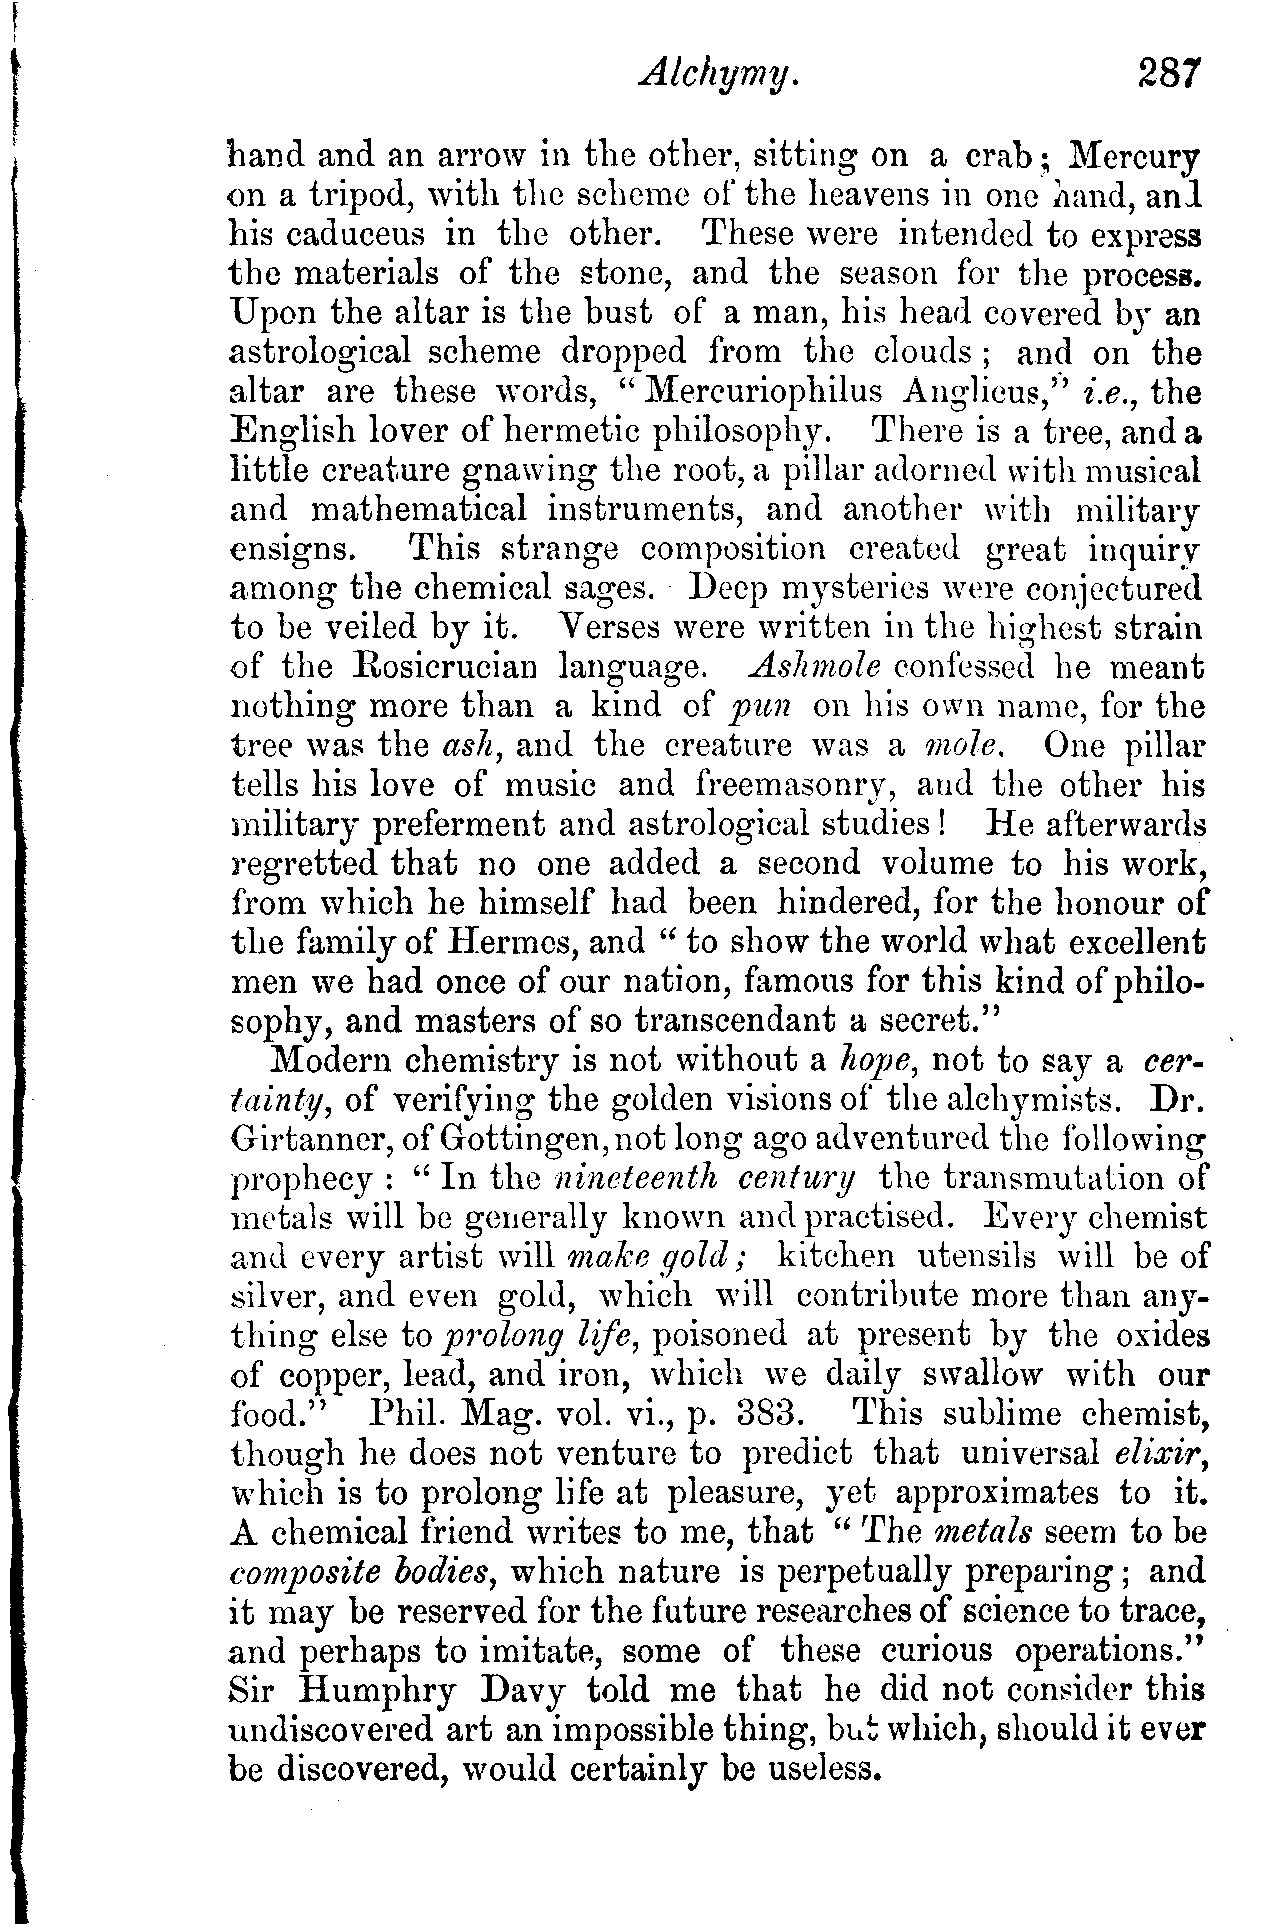 Alchymy. 287
hand and an arrow in the other, sitting on a crab; Mercury
on a tripod, with the scheme of the heavens in one hand, and
his caduceus in the other. These were intended to express
the materials of the stone, and the season for the process.
Upon the altar is the bust of a man, his head covered by an
astrological scheme dropped from the clouds; and on the
altar are these words, "Mercuriophilus Anglicus," i.e., the
English lover of hermetic philosophy. There is a tree, and a
little creature gnawing the root, a pillar adorned with musical
and mathematical instruments, and another with military
ensigns. This strange composition created great inquiry
among the chemical sages. Deep mysteries were conjectured
to be veiled by it. Verses were written in the highest strain
of the Rosicrucian language. Ashmole confessed he meant
nothing more than a kind of pun on his own name, for the
tree was the ash, and the creature was a mole. One pillar
tells his love of music and freemasonry, and the other his
military preferment and astrological studies! He afterwards
regretted that no one added a second volume to his work,
from which he himself had been hindered, for the honour of
the family of Hermes, and "to show the world what excellent
men we had once of our nation, famous for this kind of philo-
sophy, and masters of so transcendant a secret."
Modern chemistry is not without a hope, not to say a cer-
tainty, of verifying the golden visions of the alchymists. Dr.
Girtanner, of Gottingen, not long ago adventured the following
prophecy: "In the nineteenth century the transmutation of
metals will be generally known and practised. Every chemist
and every artist will make gold; kitchen utensils will be of
silver, and even gold, which will contribute more than any-
thing else to prolong life, poisoned at present by the oxides
of copper, lead, and iron, which we daily swallow with our
food." Phil. Mag. vol. vi., p. 383. This sublime chemist,
though he does not venture to predict that universal elixir,
which is to prolong life at pleasure, yet approximates to it.
A chemical friend writes to me, that "The metals seem to be
composite bodies, which nature is perpetually preparing; and
it may be reserved for the future researches of science to trace,
and perhaps to imitate, some of these curious operations."
Sir Humphry Davy told me that he did not consider this
undiscovered art an impossible thing, but which, should it ever
be discovered, would certainly be useless.